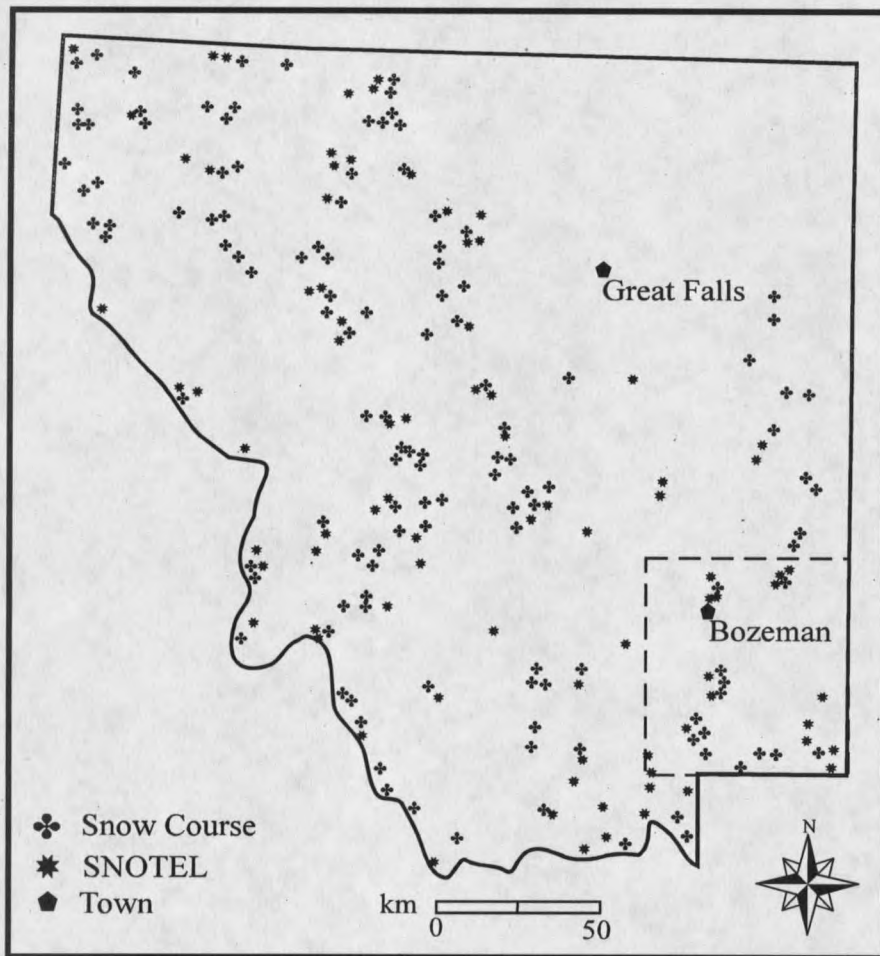 Great Falls
Bozeman
Snow Course
SNOTEL
Town
N
km
0 50